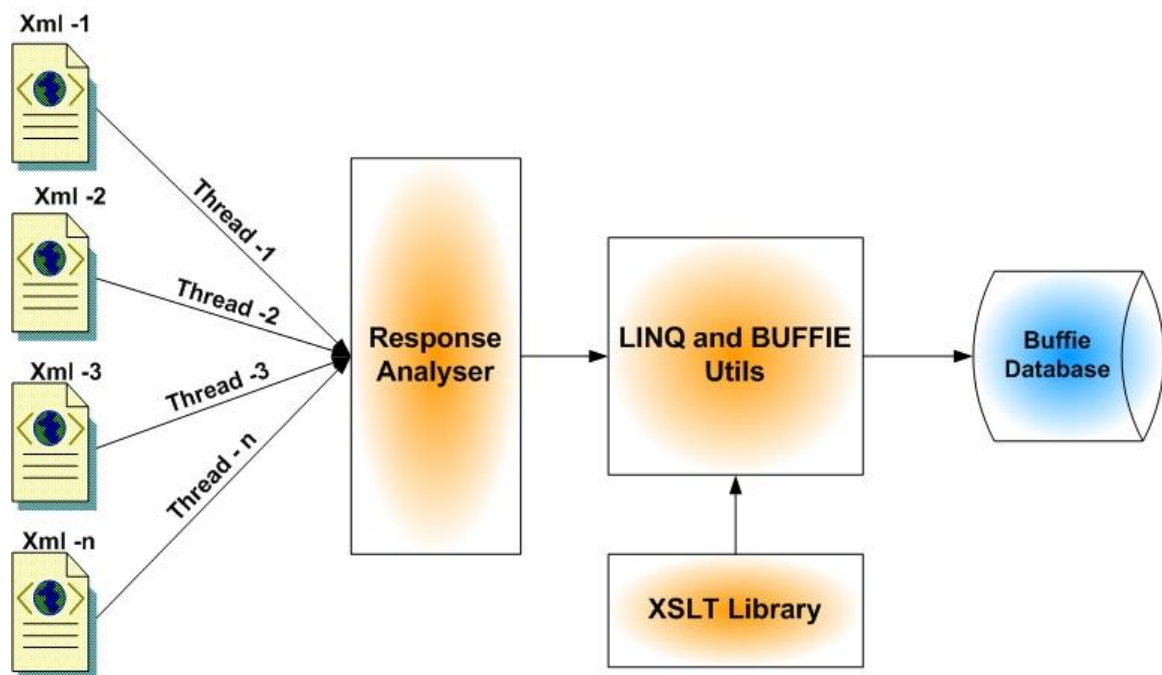 Xml -1
Thread -1
Xml -2
Thread -2
Xml -3
Thread -3
Xml -n
Thread - n
Response
Analyser
LINQ and BUFFIE
Utils
XSLT Library
Buffie
Database